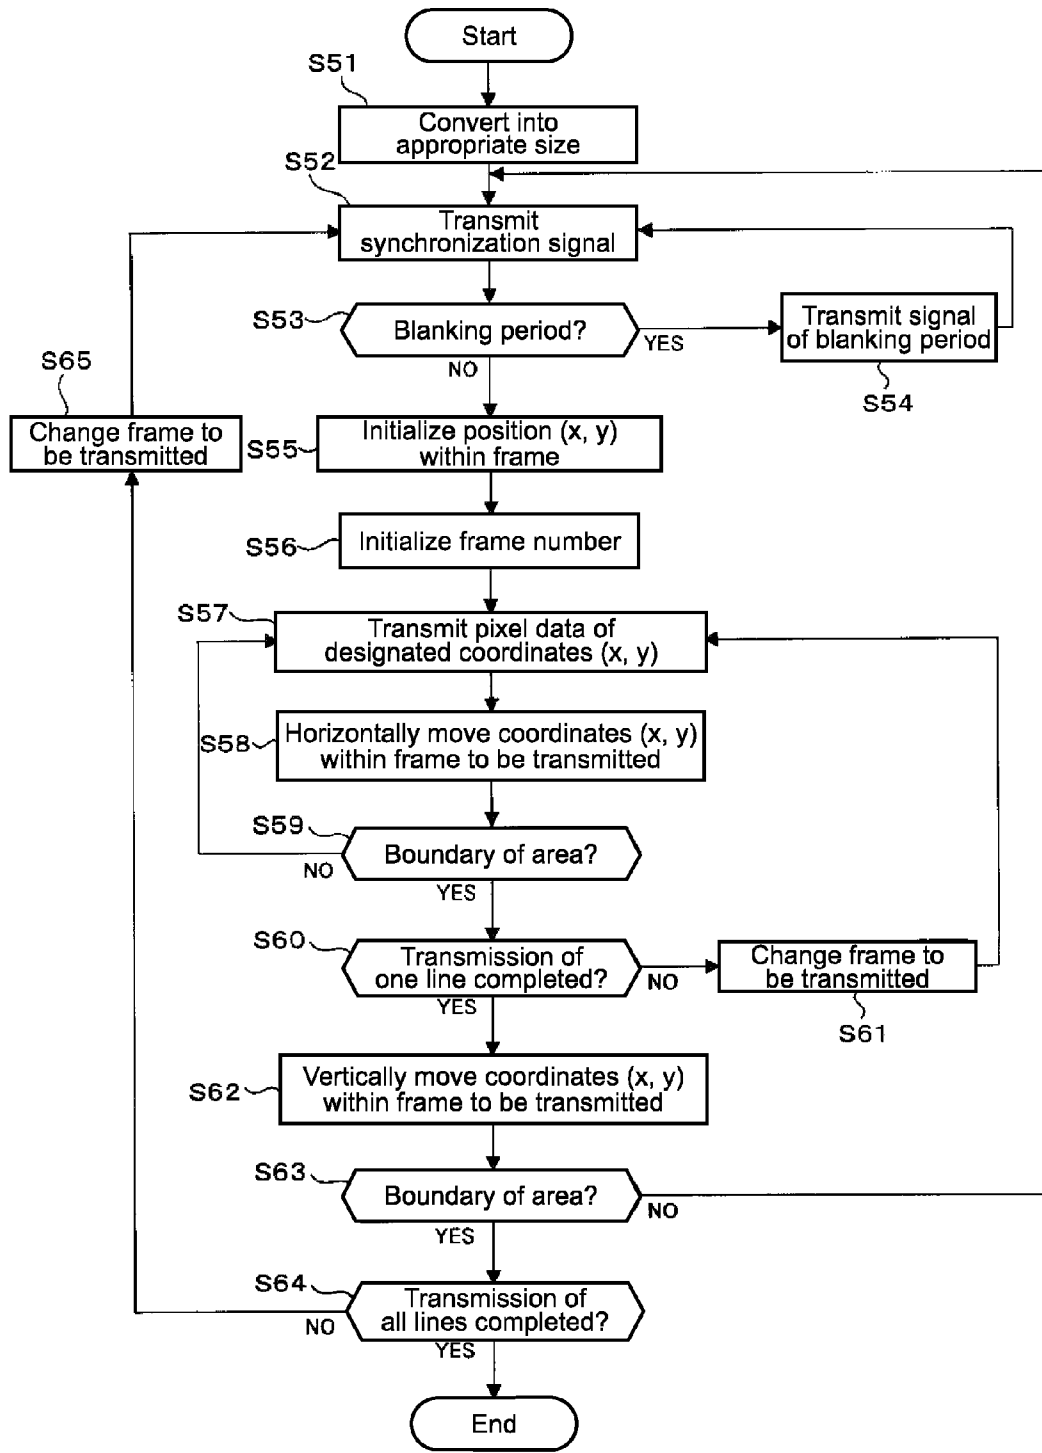 Start
S51
Convert into
appropriate size
S52
Transmit
synchronization signal
S53
Blanking period?
YES
NO
Transmit signal
of blanking period
S54
S65
Change frame to
be transmitted
S55
Initialize position (x, y)
within frame
S56
Initialize frame number
S57
Transmit pixel data of
designated coordinates (x, y)
S58
Horizontally move coordinates (x, y)
within frame to be transmitted
S59
Boundary of area?
NO
YES
S60
Transmission of
one line completed?
NO
YES
Change frame to
be transmitted
S61
S62
Vertically move coordinates (x, y)
within frame to be transmitted
S63
Boundary of area?
NO
YES
S64
Transmission of
all lines completed?
NO
YES
End